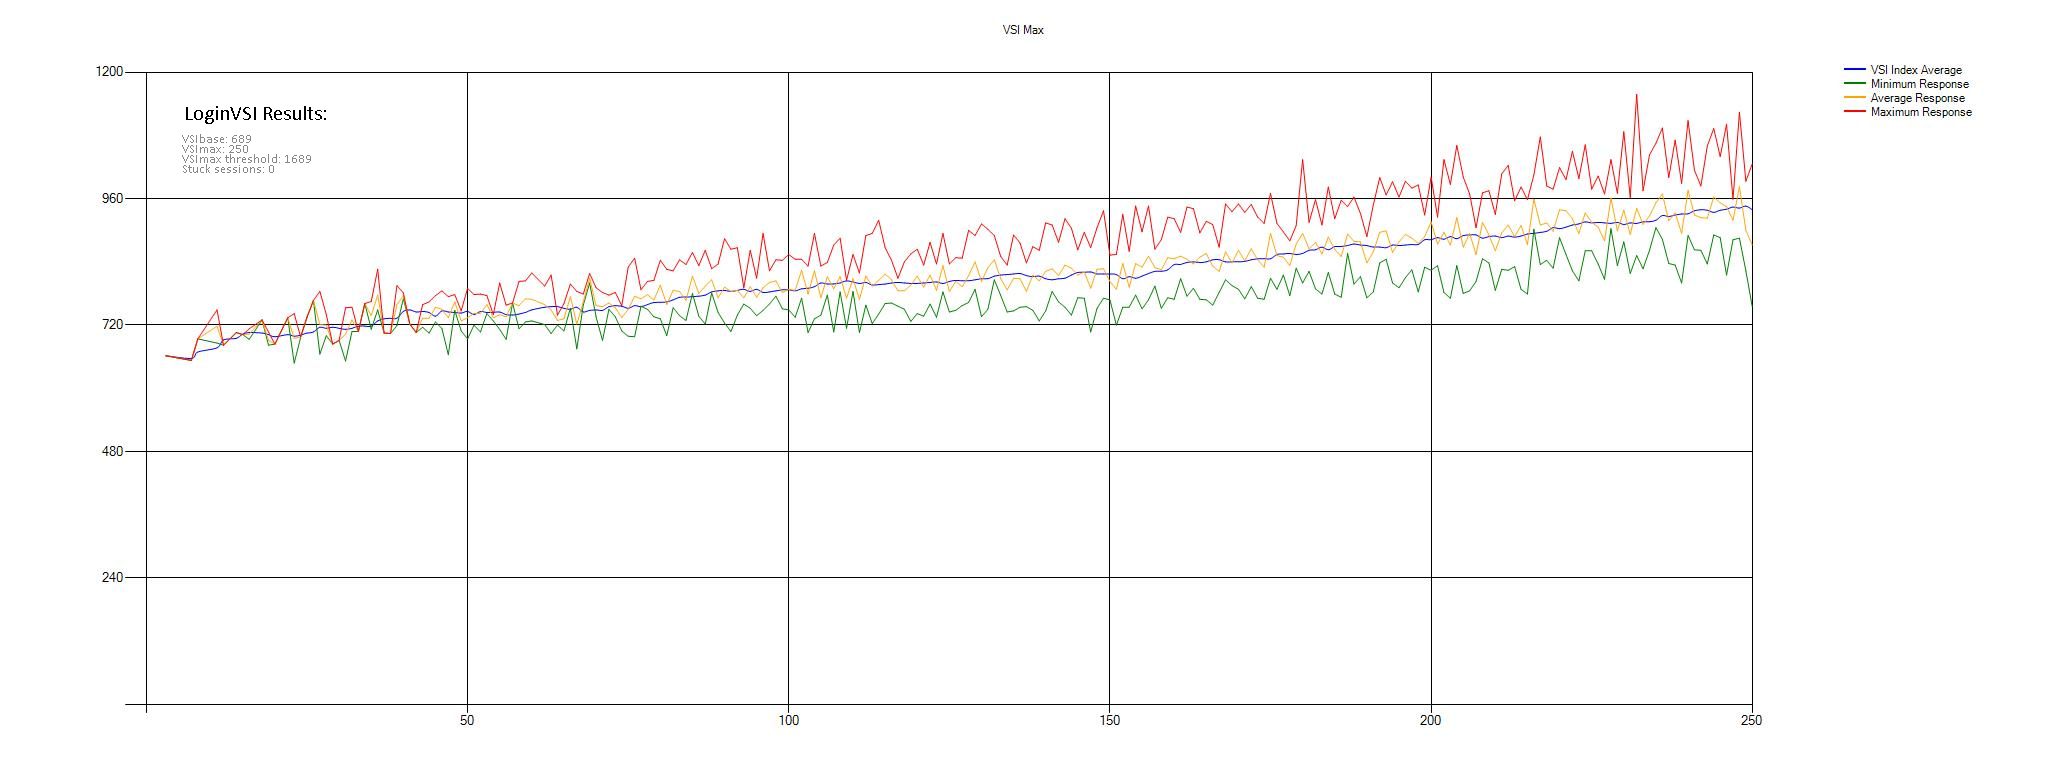 VSI Max
1200
960
720
480
240
LoginVSI Results:
VSIbase: 689
VSImax: 250
VSImax threshold: 1689
Stuck sessions: 0
50
100
150
200
250
VSI Index Average
Minimum Response
Average Response
Maximum Response